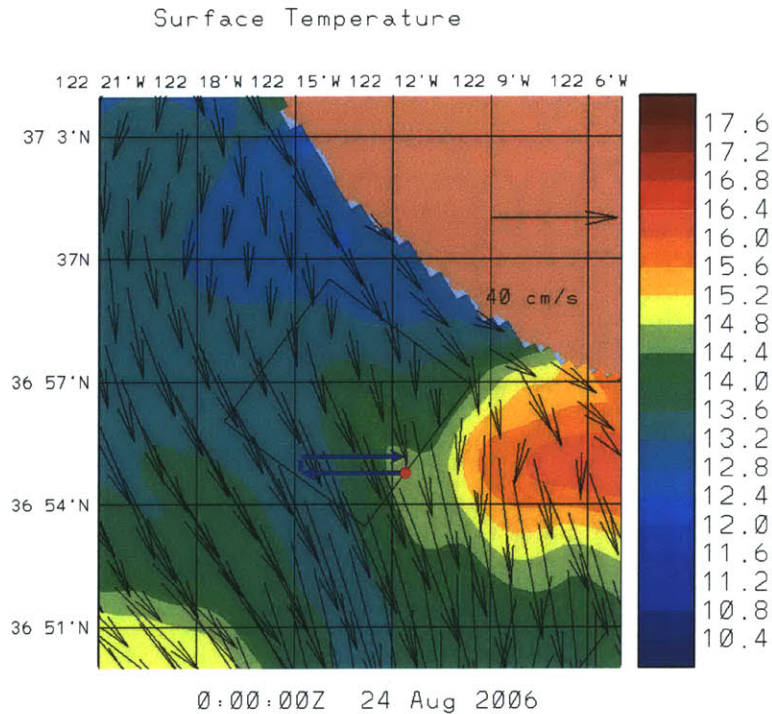 Surface Temperature
122 21'W 122 18'W 122 15'W 122 12'W 122 9'W 122 6'W
37 3'N
37N
36 57'N
36 54'N
36 51'N
40 cm/s
17.6
17.2
16.8
16.4
16.0
15.6
15.2
14.8
14.4
14.0
13.6
13.2
12.8
12.4
12.0
11.6
11.2
10.8
10.4
0:00:00Z 24 Aug 2006